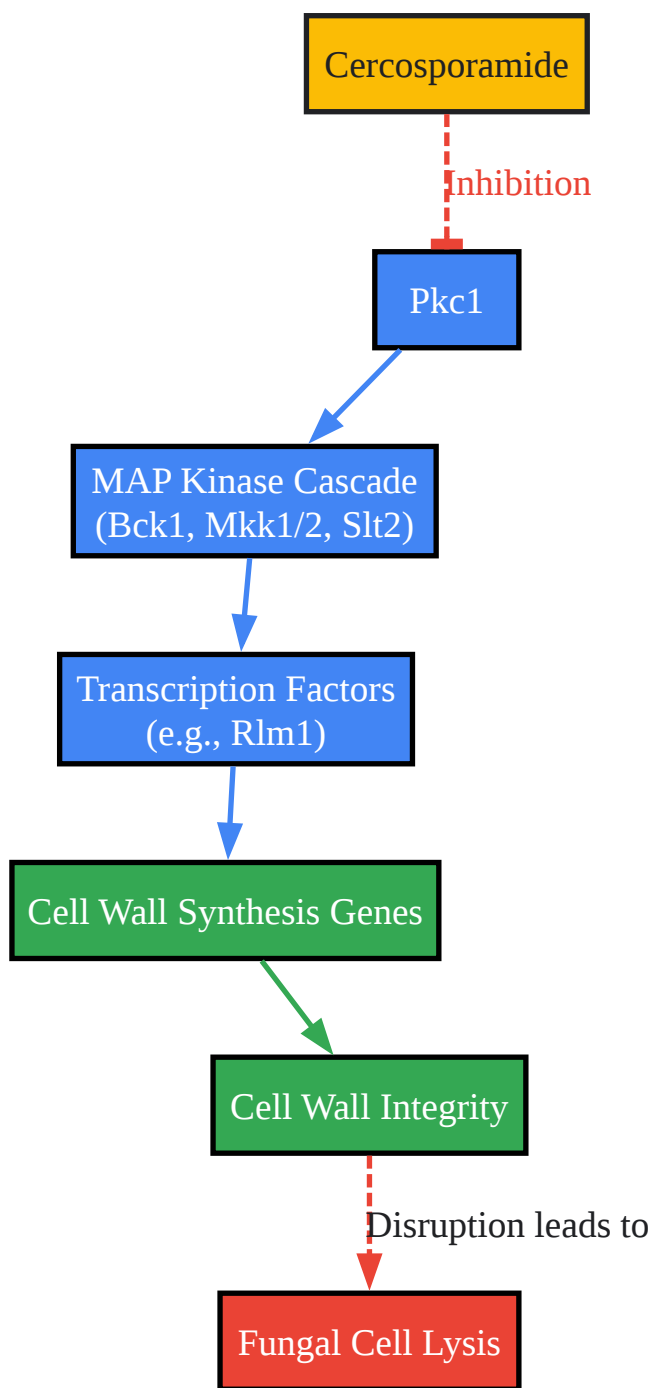 Cercosporamide
Inhibition
Pkc1
MAP Kinase Cascade
(Bck1, Mkk1/2, Slt2)
Transcription Factors
(e.g., Rlm1)
Cell Wall Synthesis Genes
Cell Wall Integrity
Disruption leads to
Fungal Cell Lysis